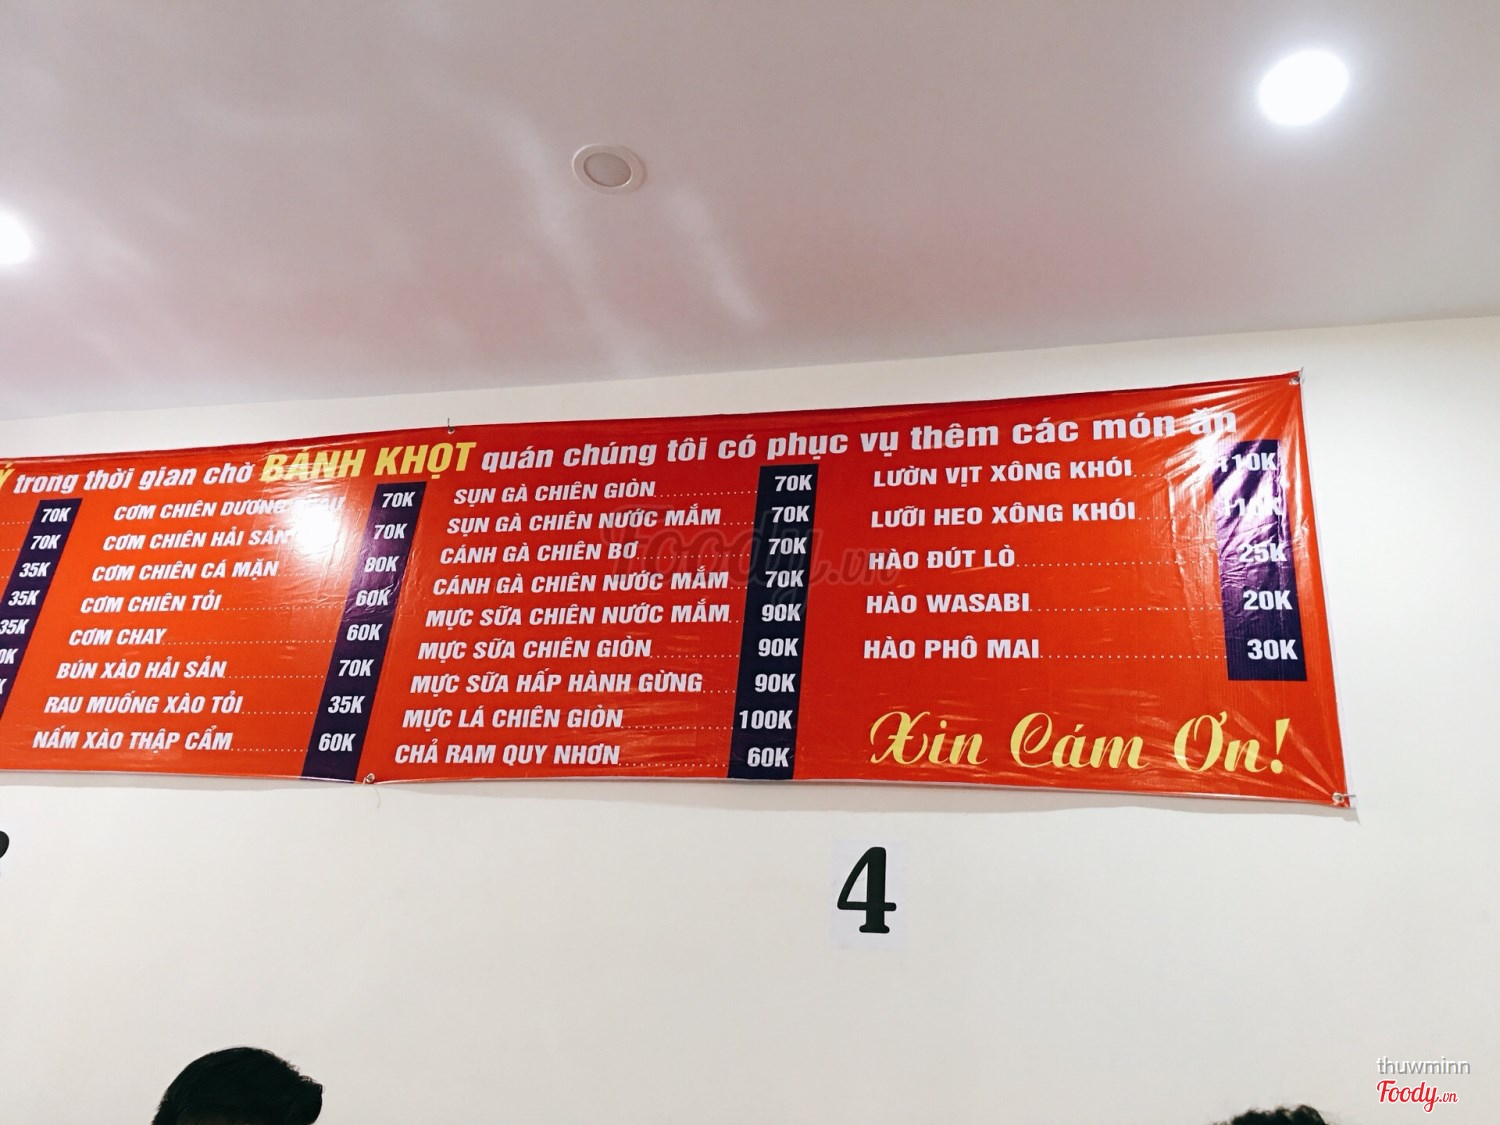 Ý trong thời gian chờ BÁNH KHỌT quán chúng tôi có phục vụ thêm các món ăn
70K
70K
35K
35K
35K
CƠM CHIÊN DƯƠNG 70K
CƠM CHIÊN HẢI SẢN 70K
CƠM CHIÊN CÁ MẶN 80K
CƠM CHIÊN TỎI 60K
CƠM CHAY 60K
BÚN XÀO HẢI SẢN 70K
RAU MUỐNG XÀO TỎI 35K
NẤM XÀO THẬP CẨM 60K
SỤN GÀ CHIÊN GIÒN 70K
SỤN GÀ CHIÊN NƯỚC MẮM 70K
CÁNH GÀ CHIÊN BƠ 70K
CÁNH GÀ CHIÊN NƯỚC MẮM 70K
MỰC SỮA CHIÊN NƯỚC MẮM 90K
MỰC SỮA CHIÊN GIÒN 90K
MỰC SỮA HẤP HÀNH GỪNG 90K
MỰC LÁ CHIÊN GIÒN 100K
CHẢ RAM QUY NHƠN 60K
LƯỜN VỊT XÔNG KHÓI 110K
LƯỠI HEO XÔNG KHÓI 110K
HÀO ĐÚT LÒ 25K
HÀO WASABI 20K
HÀO PHÔ MAI 30K
Xin Cám Ơn!
4
Foody.vn
thuwminn
Foody.vn